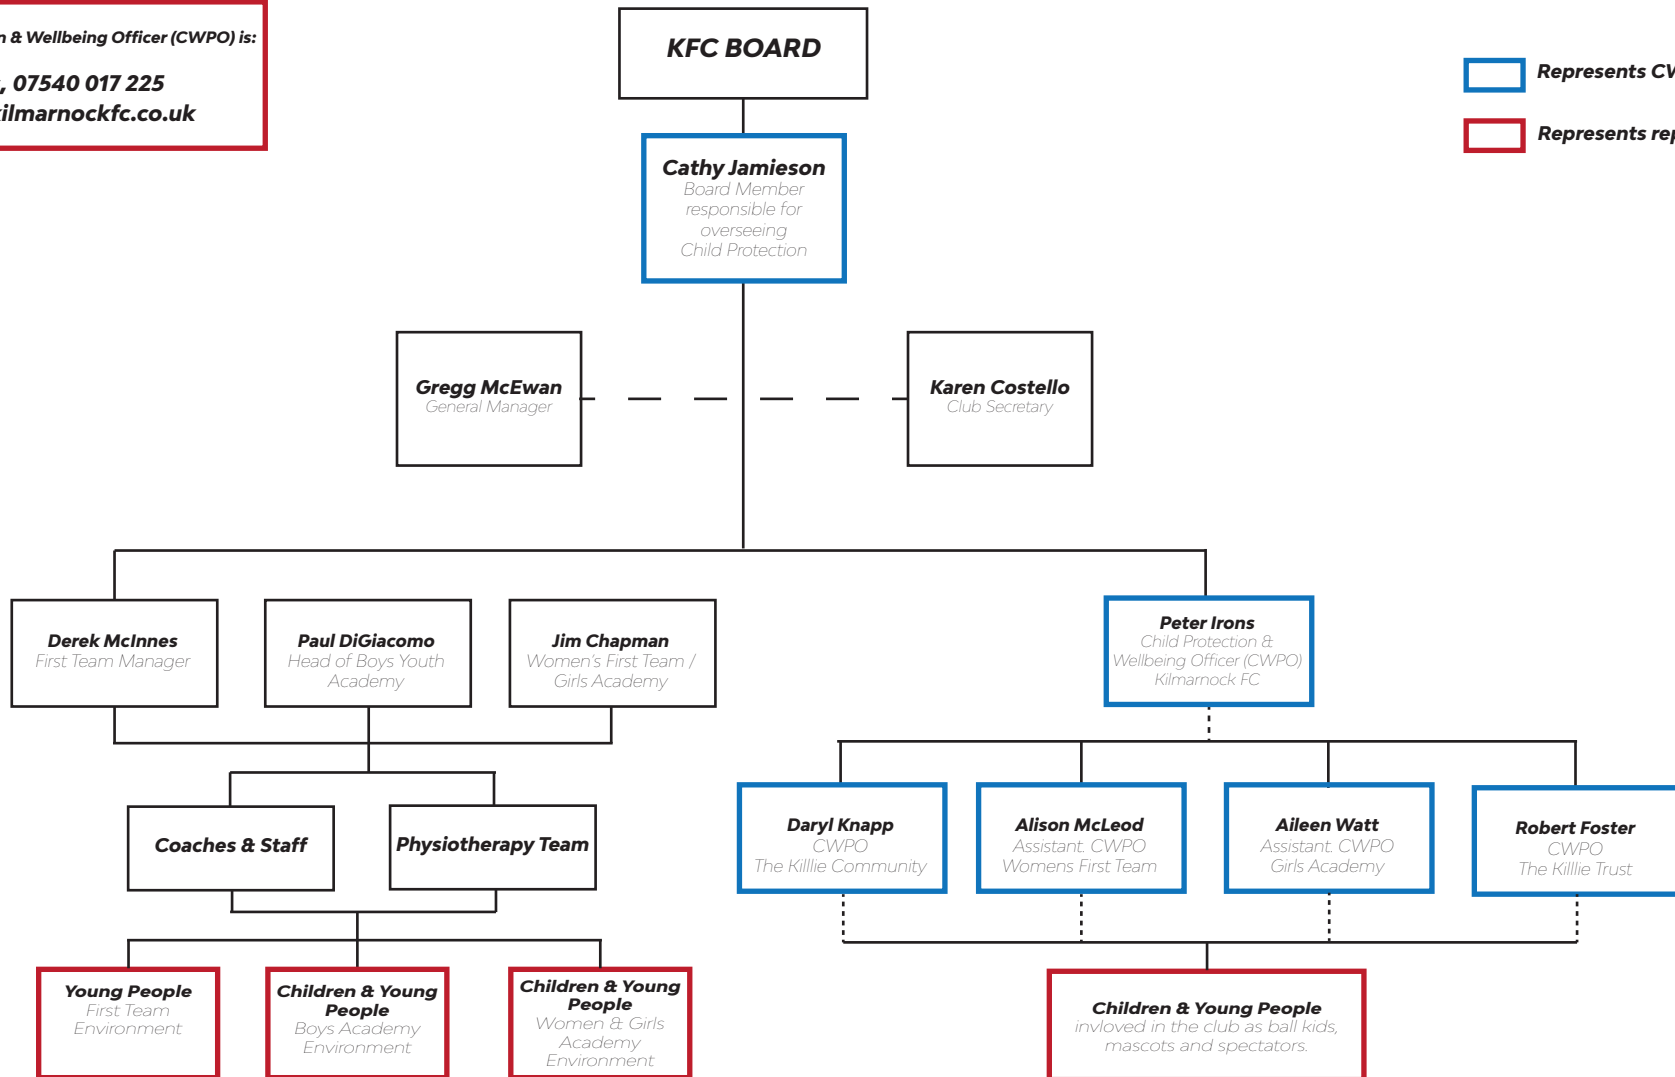 & Wellbeing Officer (CWPO) is:
07540 017 225
kilmarnockfc.co.uk
KFC BOARD
Represents
Represents
Cathy Jamieson
Board Member
responsible for
overseeing
Child Protection
Gregg McEwan
General Manager
Karen Costello
Club Secretary
Derek McInnes
First Team Manager
Paul DiGiacomo
Head of Boys Youth
Academy
Jim Chapman
Women's First Team /
Girls Academy
Peter Irons
Child Protection &
Wellbeing Officer (CWPO)
Kilmarnock FC
Coaches & Staff
Physiotherapy Team
Daryl Knapp
CWPO
The Killlie Community
Alison McLeod
Assistant. CWPO
Womens First Team
Aileen Watt
Assistant. CWPO
Girls Academy
Robert Foster
CWPO
The Killlie Trust
Young People
First Team
Environment
Children & Young
People
Boys Academy
Environment
Children & Young
People
Women & Girls
Academy
Environment
Children & Young People
invloved in the club as ball kids,
mascots and spectators.